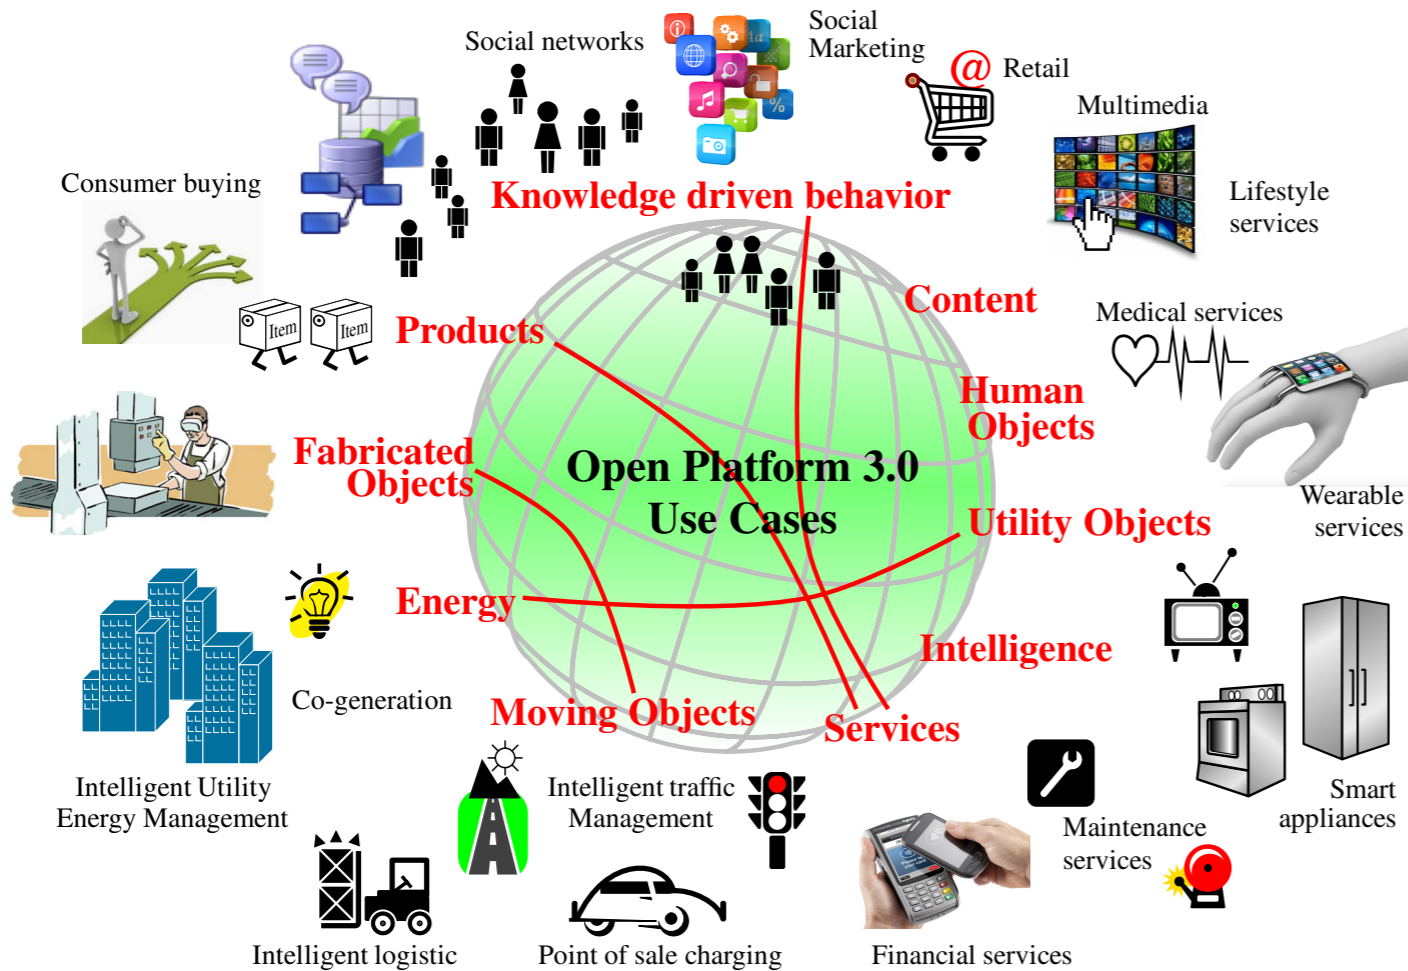 Social networks
Social
Marketing
@
Retail
Aa
%
Multimedia
Consumer buying
Knowledge driven behavior
Lifestyle
services
Content
Medical services
Item
Item
Products
Human
Objects
Fabricated
Objects
Open Platform 3.0
Use Cases
Wearable
services
Utility Objects
Energy
Intelligence
Co-generation
Moving Objects
Services
Intelligent Utility
Energy Management
Intelligent traffic
Management
Smart
appliances
Maintenance
services
Intelligent logistic
Point of sale charging
Financial services